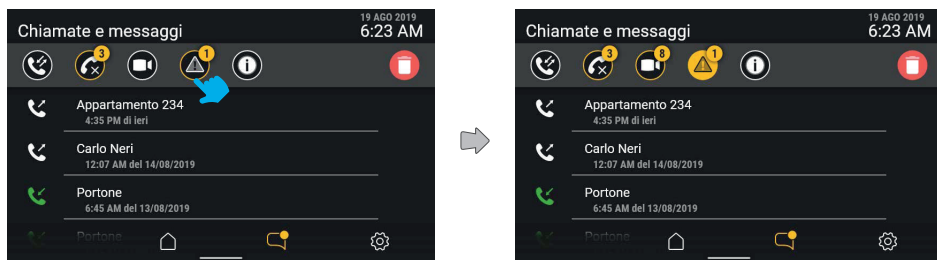 19 AGO 2019
Chiamate e messaggi 6:23 AM
3 1
Appartamento 234
4:35 PM di ieri
Carlo Neri
12:07 AM del 14/08/2019
Portone
6:45 AM del 13/08/2019
Portone
19 AGO 2019
Chiamate e messaggi 6:23 AM
3 8 1
Appartamento 234
4:35 PM di ieri
Carlo Neri
12:07 AM del 14/08/2019
Portone
6:45 AM del 13/08/2019
Portone